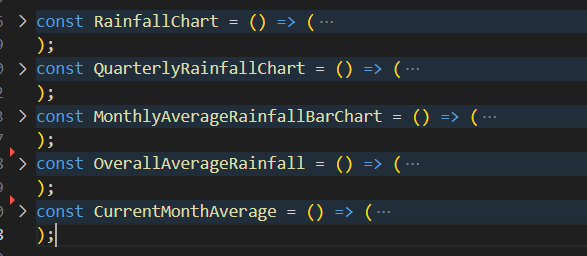 const RainfallChart = () => ( ···
);
const QuarterlyRainfallChart = () => ( ···
);
const MonthlyAverageRainfallBarChart = () => ( ···
);
const OverallAverageRainfall = () => ( ···
);
const CurrentMonthAverage = () => ( ···
);